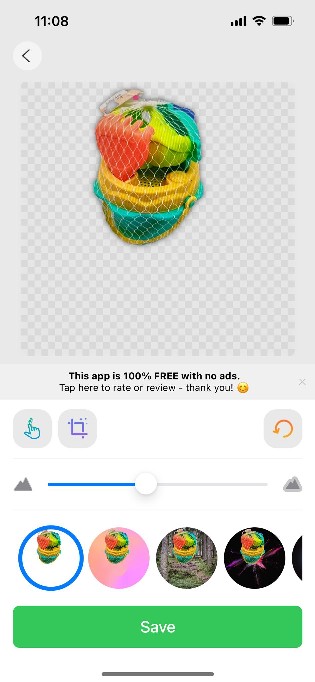 11:08
This app is 100% FREE with no ads.
Tap here to rate or review - thank you! 😊
Save